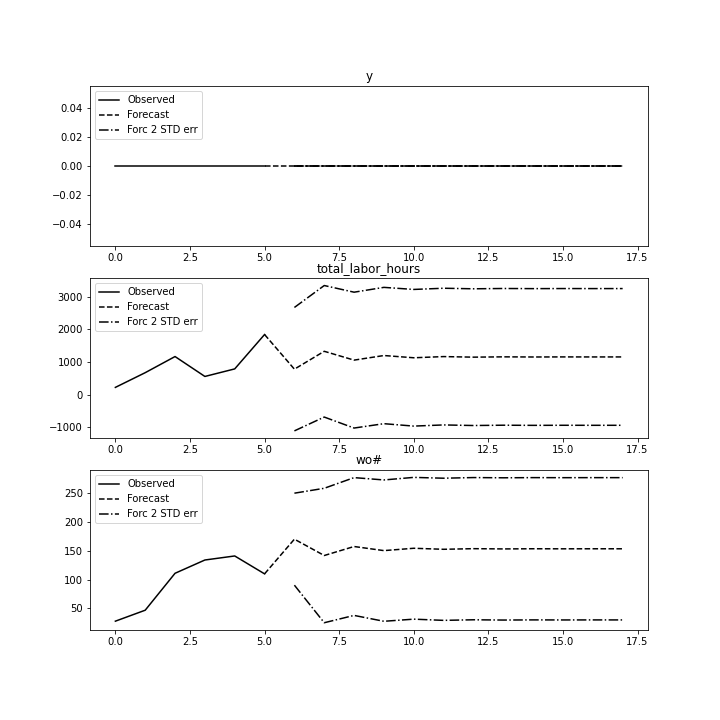 y
Observed
Forecast
Forc 2 STD err
0.04
0.02
0.00
−0.02
−0.04
0.0 2.5 5.0 7.5 10.0 12.5 15.0 17.5
total_labor_hours
Observed
Forecast
Forc 2 STD err
3000
2000
1000
0
−1000
0.0 2.5 5.0 7.5 10.0 12.5 15.0 17.5
wo#
Observed
Forecast
Forc 2 STD err
250
200
150
100
50
0.0 2.5 5.0 7.5 10.0 12.5 15.0 17.5